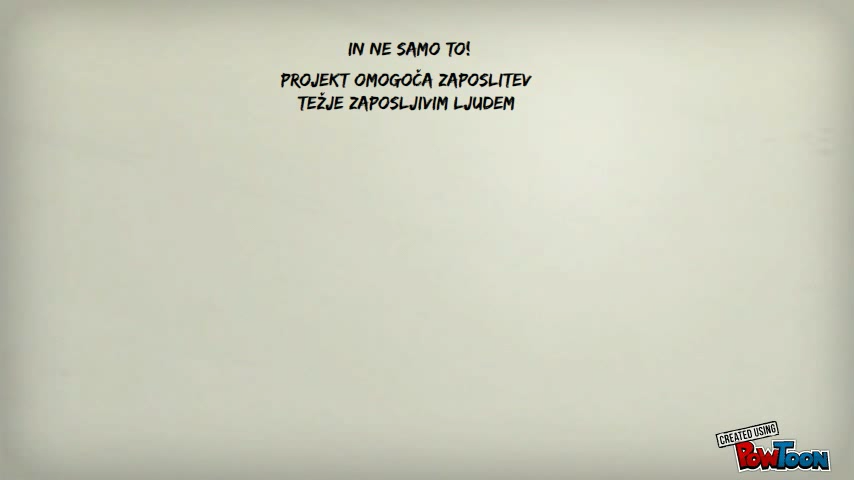 IN NE SAMO TO!
PROJEKT OMOGOČA ZAPOSLITEV
TEŽJE ZAPOSLJIVIM LJUDEM
CREATED USING
POWTOON